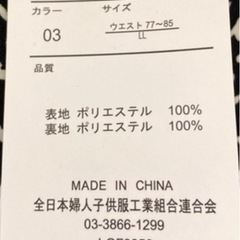 カラー サイズ
03 ウエスト 77〜85
LL
品質
表地 ポリエステル 100%
裏地 ポリエステル 100%
MADE IN CHINA
全日本婦人子供服工業組合連合会
03-3866-1299